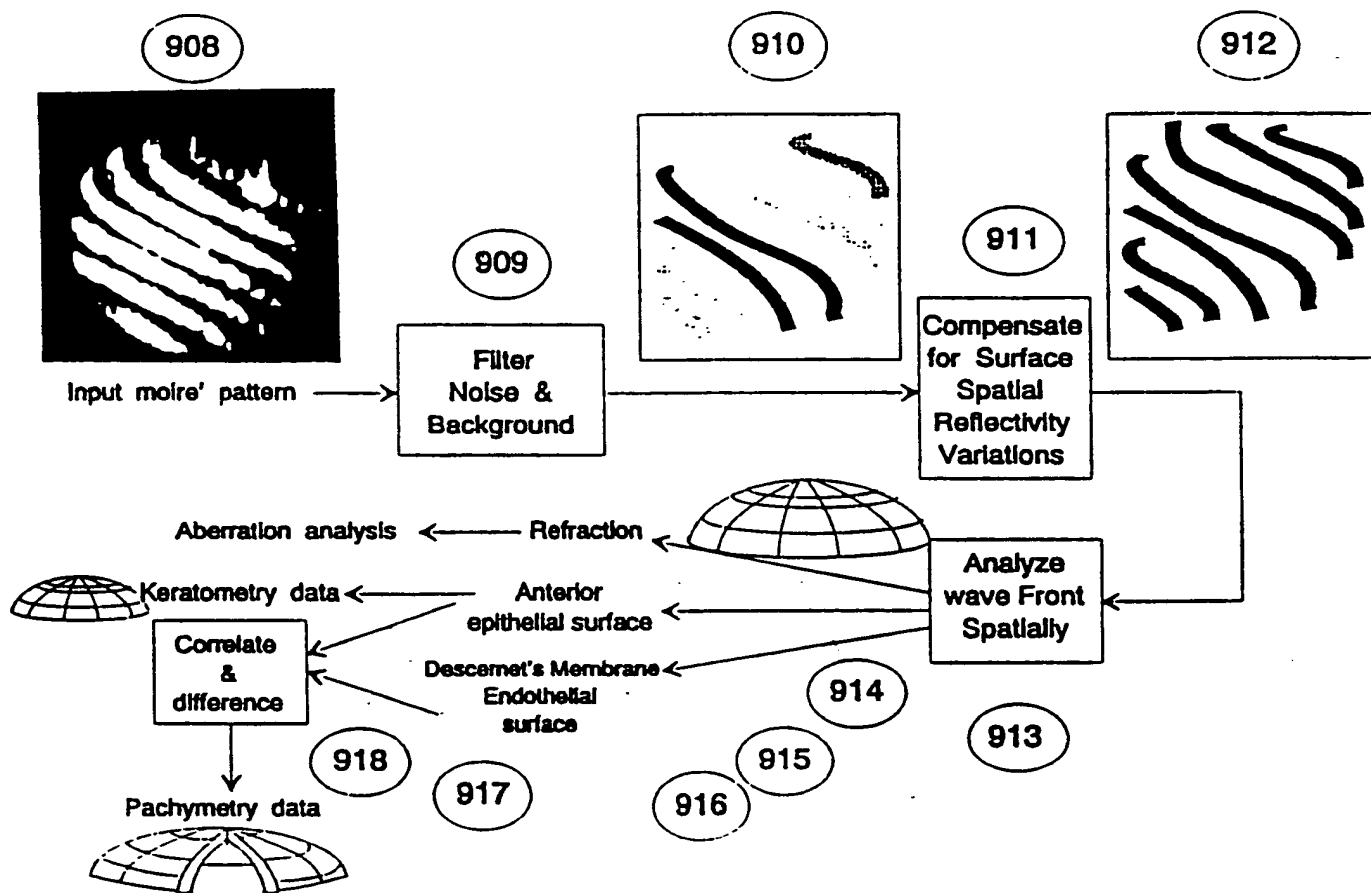 908
910
912
909
911
Input moire' pattern
Filter
Noise &
Background
Compensate
for Surface
Spatial
Reflectivity
Variations
Aberration analysis
Refraction
Analyze
wave Front
Spatially
Keratometry data
Anterior
epithelial surface
Correlate
&
difference
Descemet's Membrane
Endothelial
surface
914
913
915
918
917
916
Pachymetry data